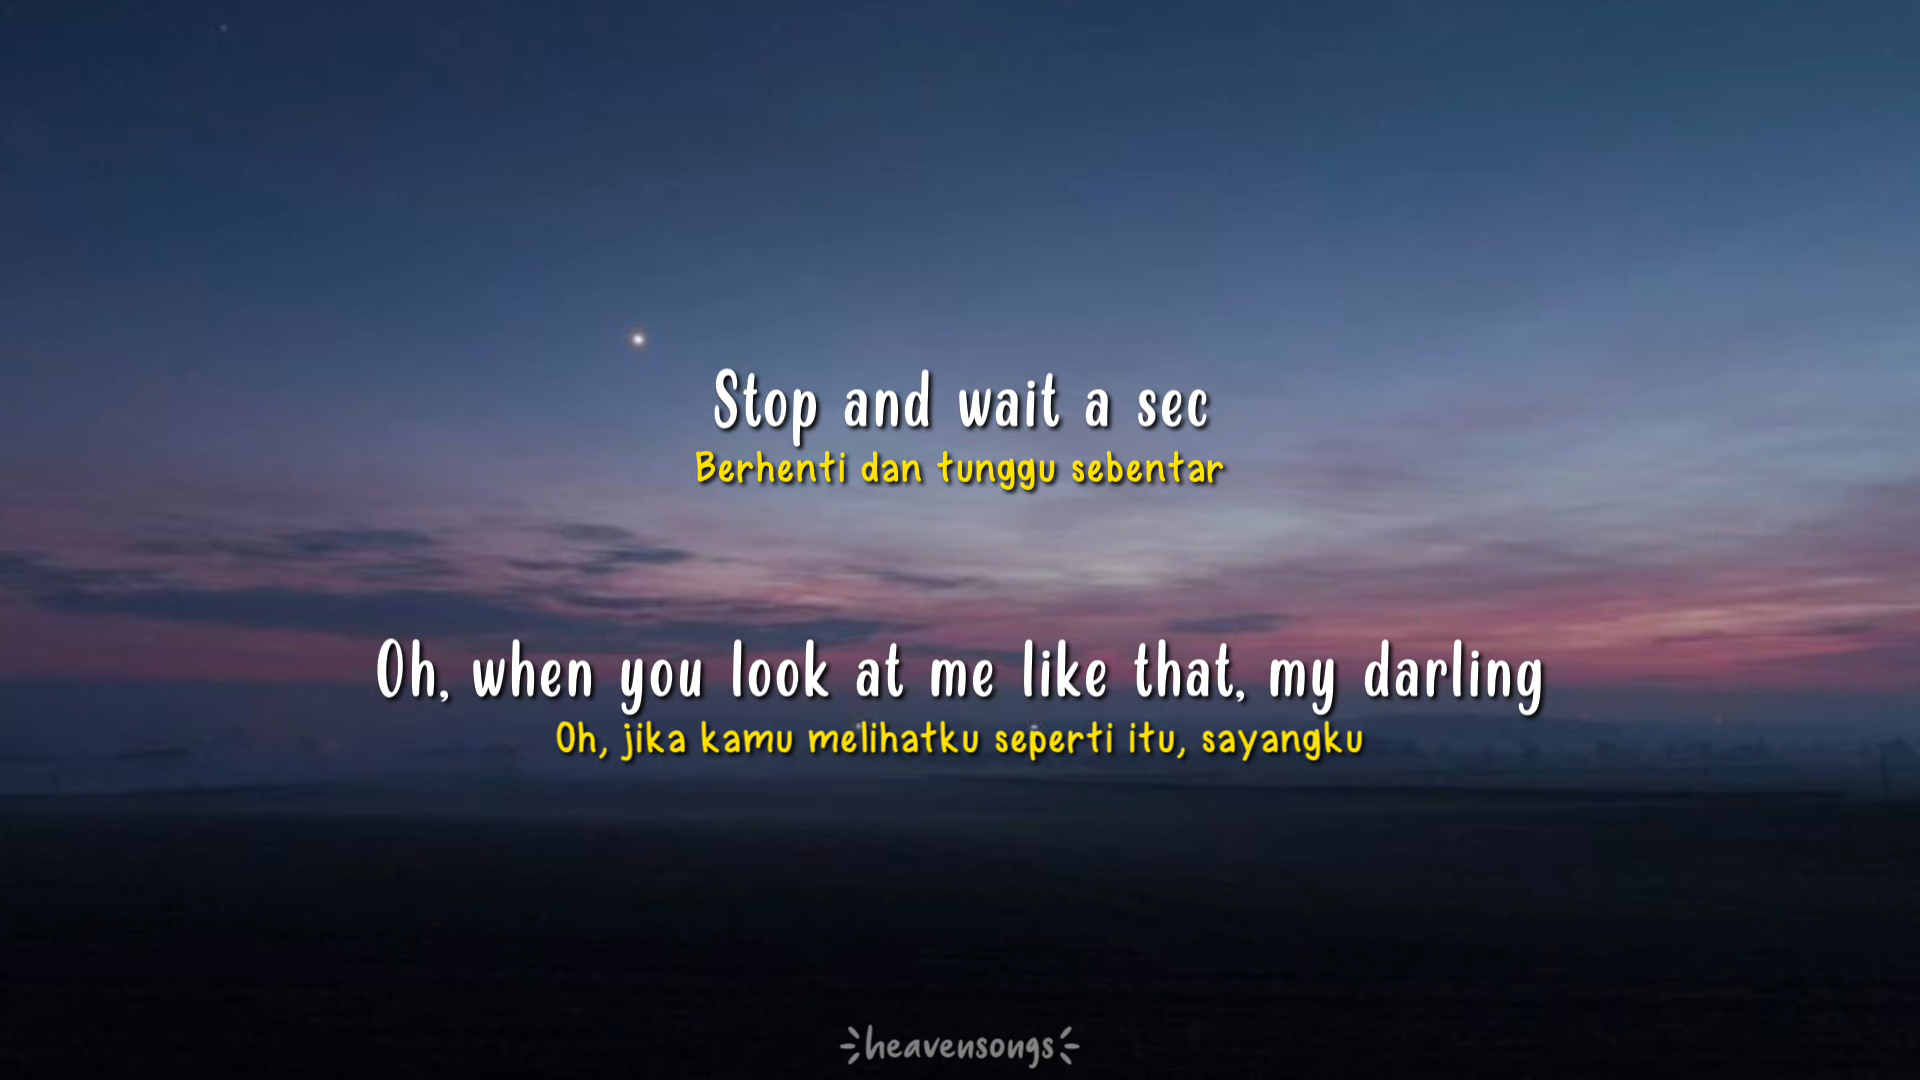 Stop and wait a sec
Berhenti dan tunggu sebentar
Oh, when you look at me like that, my darling
Oh, jika kamu melihatku seperti itu, sayangku
heavensongs